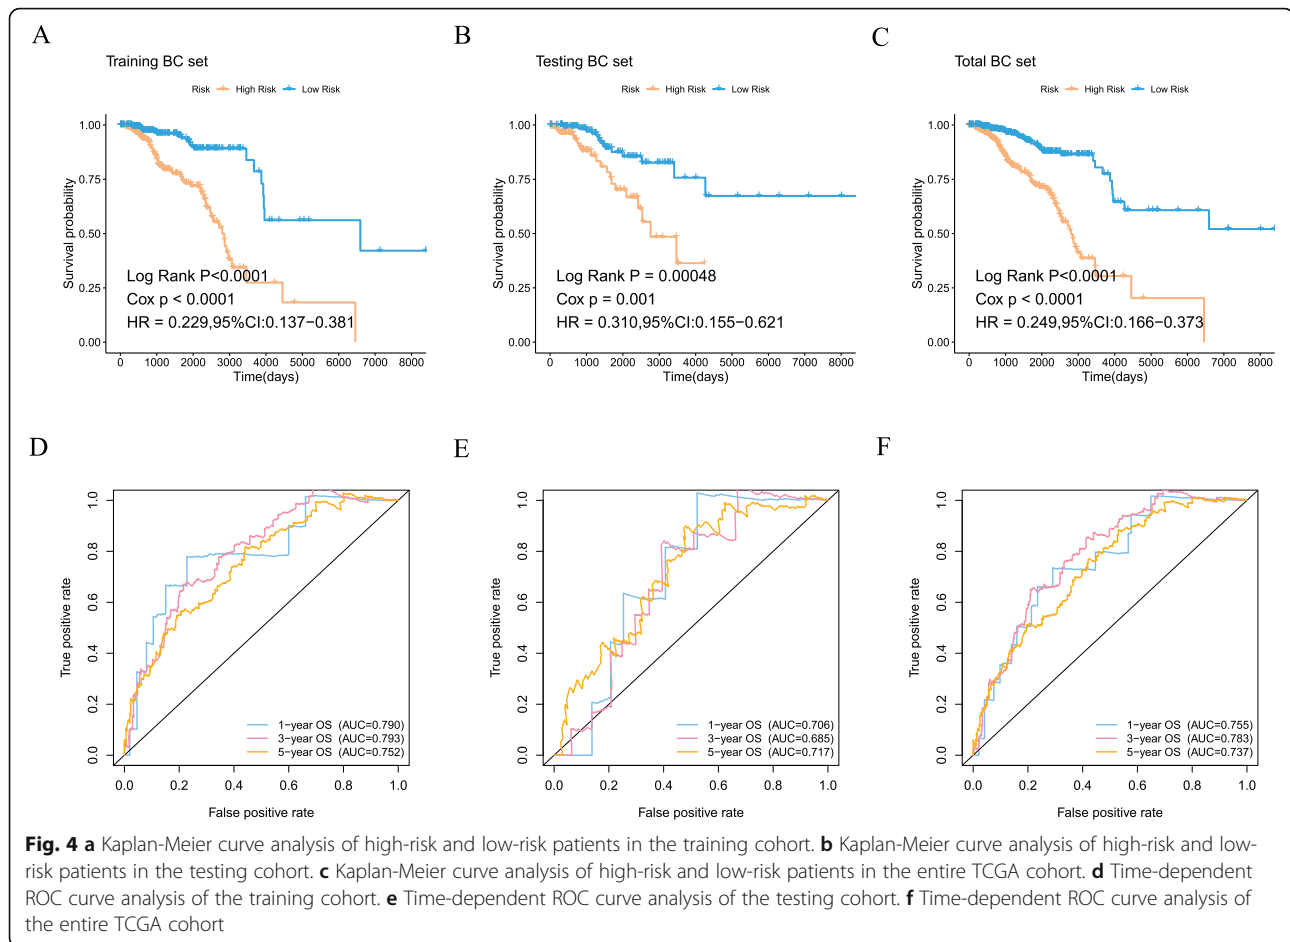 A
Training BC set
Risk High Risk Low Risk
Survival probability
1.00
0.75
0.50
0.25
0.00
Log Rank P<0.0001
Cox p < 0.0001
HR = 0.229,95%CI:0.137−0.381
0 1000 2000 3000 4000 5000 6000 7000 8000
Time(days)
B
Testing BC set
Risk High Risk Low Risk
Survival probability
1.00
0.75
0.50
0.25
0.00
Log Rank P = 0.00048
Cox p = 0.001
HR = 0.310,95%CI:0.155−0.621
0 1000 2000 3000 4000 5000 6000 7000 8000
Time(days)
C
Total BC set
Risk High Risk Low Risk
Survival probability
1.00
0.75
0.50
0.25
0.00
Log Rank P<0.0001
Cox p < 0.0001
HR = 0.249,95%CI:0.166−0.373
0 1000 2000 3000 4000 5000 6000 7000 8000
Time(days)
D
True positive rate
1.0
0.8
0.6
0.4
0.2
0.0
1−year OS (AUC=0.790)
3−year OS (AUC=0.793)
5−year OS (AUC=0.752)
0.0 0.2 0.4 0.6 0.8 1.0
False positive rate
E
True positive rate
1.0
0.8
0.6
0.4
0.2
0.0
1−year OS (AUC=0.706)
3−year OS (AUC=0.685)
5−year OS (AUC=0.717)
0.0 0.2 0.4 0.6 0.8 1.0
False positive rate
F
True positive rate
1.0
0.8
0.6
0.4
0.2
0.0
1−year OS (AUC=0.755)
3−year OS (AUC=0.783)
5−year OS (AUC=0.737)
0.0 0.2 0.4 0.6 0.8 1.0
False positive rate
Fig. 4 a Kaplan-Meier curve analysis of high-risk and low-risk patients in the training cohort. b Kaplan-Meier curve analysis of high-risk and low-
risk patients in the testing cohort. c Kaplan-Meier curve analysis of high-risk and low-risk patients in the entire TCGA cohort. d Time-dependent
ROC curve analysis of the training cohort. e Time-dependent ROC curve analysis of the testing cohort. f Time-dependent ROC curve analysis of
the entire TCGA cohort